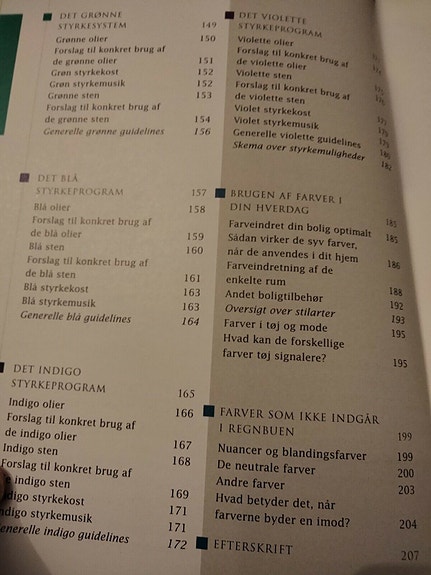 DET GRØNNE
STYRKESYSTEM 149
Grønne olier 150
Forslag til konkret brug af
de grønne olier 151
Grøn styrkekost 152
Grøn styrkemusik 152
Grønne sten 153
Forslag til konkret brug af
de grønne sten 154
Generelle grønne guidelines 156
DET BLÅ
STYRKEPROGRAM 157
Blå olier 158
Forslag til konkret brug af
de blå olier 159
Blå sten 160
Forslag til konkret brug af
de blå sten 161
Blå styrkekost 163
Blå styrkemusik 163
Generelle blå guidelines 164
DET INDIGO
STYRKEPROGRAM 165
Indigo olier 166
Forslag til konkret brug af
de indigo olier 167
Indigo sten 168
Forslag til konkret brug af
indigo sten 169
digo styrkekost 171
ndigo styrkemusik 171
enerelle indigo guidelines 172
DET VIOLETTE
STYRKEPROGRAM
Violette olier
Forslag til konkret brug af
de violette olier
Violette sten
Forslag til konkret brug af
de violette sten
Violet styrkekost
Violet styrkemusik
Generelle violette guidelines
Skema over styrkemuligheder 182
BRUGEN AF FARVER I
DIN HVERDAG 185
Farveindret din bolig optimalt 185
Sådan virker de syv farver,
når de anvendes i dit hjem 186
Farveindretning af de
enkelte rum 188
Andet boligtilbehør 192
Oversigt over stilarter 193
Farver i tøj og mode 195
Hvad kan de forskellige
farver tøj signalere? 195
FARVER SOM IKKE INDGÅR
I REGNBUEN 199
Nuancer og blandingsfarver 199
De neutrale farver 200
Andre farver 203
Hvad betyder det, når
farverne byder en imod? 204
EFTERSKRIFT 207